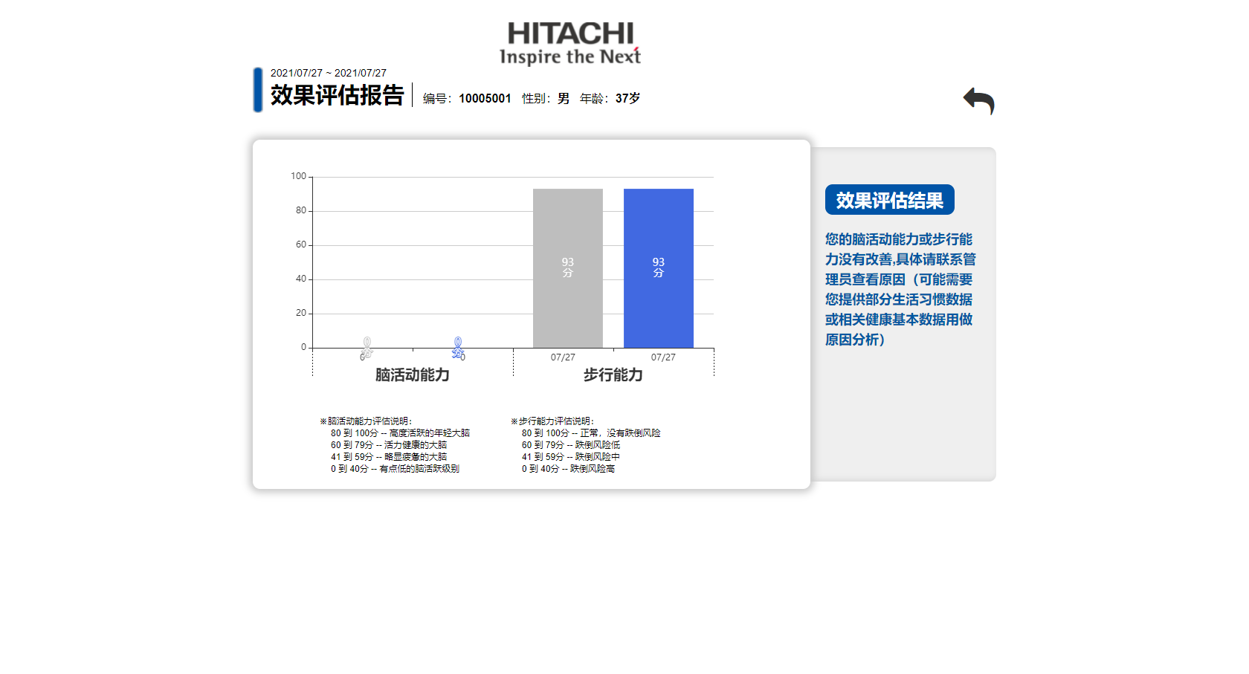 HITACHI
Inspire the Next
2021/07/27 ~ 2021/07/27
效果评估报告 编号：10005001 性别：男 年龄：37岁
100
80
60
40
20
0
0
分
0
分
93
分
93
分
0 0 07/27 07/27
脑活动能力 步行能力
※脑活动能力评估说明:
80 到 100分 -- 高度活跃的年轻大脑
60 到 79分 -- 活力健康的大脑
41 到 59分 -- 略显疲惫的大脑
0 到 40分 -- 有点低的脑活跃级别
※步行能力评估说明:
80 到 100分 -- 正常，没有跌倒风险
60 到 79分 -- 跌倒风险低
41 到 59分 -- 跌倒风险中
0 到 40分 -- 跌倒风险高
效果评估结果
您的脑活动能力或步行能
力没有改善,具体请联系管
理员查看原因（可能需要
您提供部分生活习惯数据
或相关健康基本数据用做
原因分析）